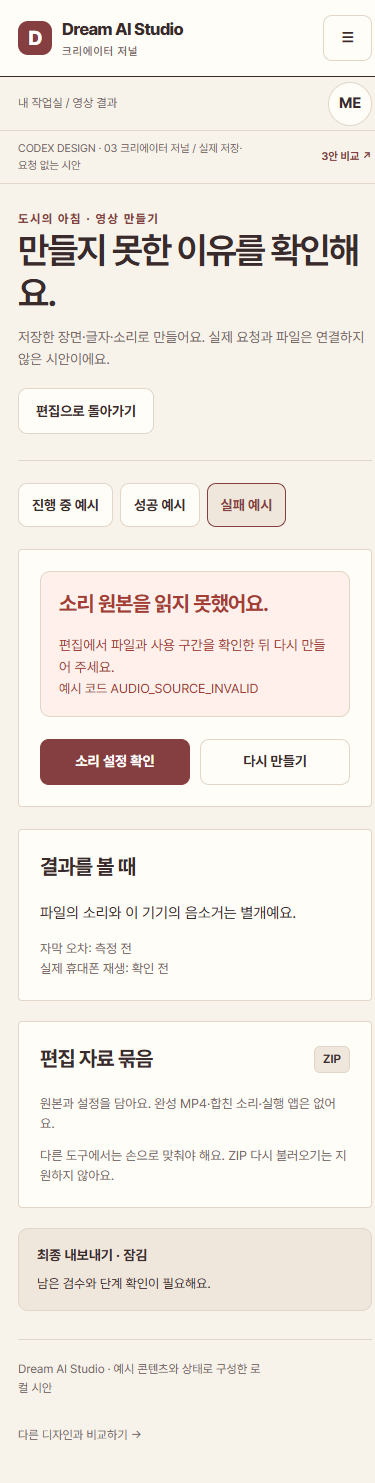 D
Dream AI Studio
크리에이터 저널
☰
내 작업실 / 영상 결과
ME
CODEX DESIGN · 03 크리에이터 저널 / 실제 저장·
요청 없는 시안
3안 비교 ↗
도시의 아침 · 영상 만들기
만들지 못한 이유를 확인해
요.
저장한 장면·글자·소리로 만들어요. 실제 요청과 파일은 연결하지
않은 시안이에요.
편집으로 돌아가기
진행 중 예시
성공 예시
실패 예시
소리 원본을 읽지 못했어요.
편집에서 파일과 사용 구간을 확인한 뒤 다시 만들
어 주세요.
예시 코드 AUDIO_SOURCE_INVALID
소리 설정 확인
다시 만들기
결과를 볼 때
파일의 소리와 이 기기의 음소거는 별개예요.
자막 오차: 측정 전
실제 휴대폰 재생: 확인 전
편집 자료 묶음
ZIP
원본과 설정을 담아요. 완성 MP4·합친 소리·실행 앱은 없어
요.
다른 도구에서는 손으로 맞춰야 해요. ZIP 다시 불러오기는 지
원하지 않아요.
최종 내보내기 · 잠김
남은 검수와 단계 확인이 필요해요.
Dream AI Studio · 예시 콘텐츠와 상태로 구성한 로
컬 시안
다른 디자인과 비교하기 →